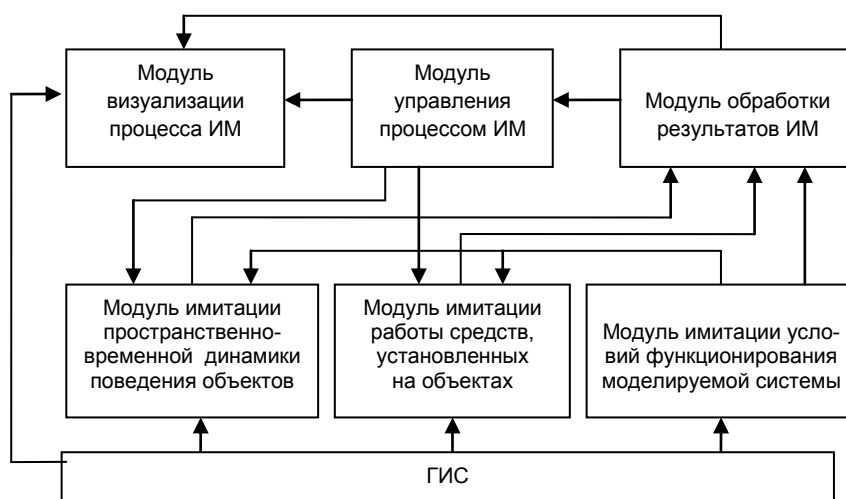 Модуль
визуализации
процесса ИМ
Модуль
управления
процессом ИМ
Модуль обработки
результатов ИМ
Модуль имитации
пространственно-
временной динамики
поведения объектов
Модуль имитации
работы средств,
установленных
на объектах
Модуль имитации усло-
вий функционирования
моделируемой системы
ГИС